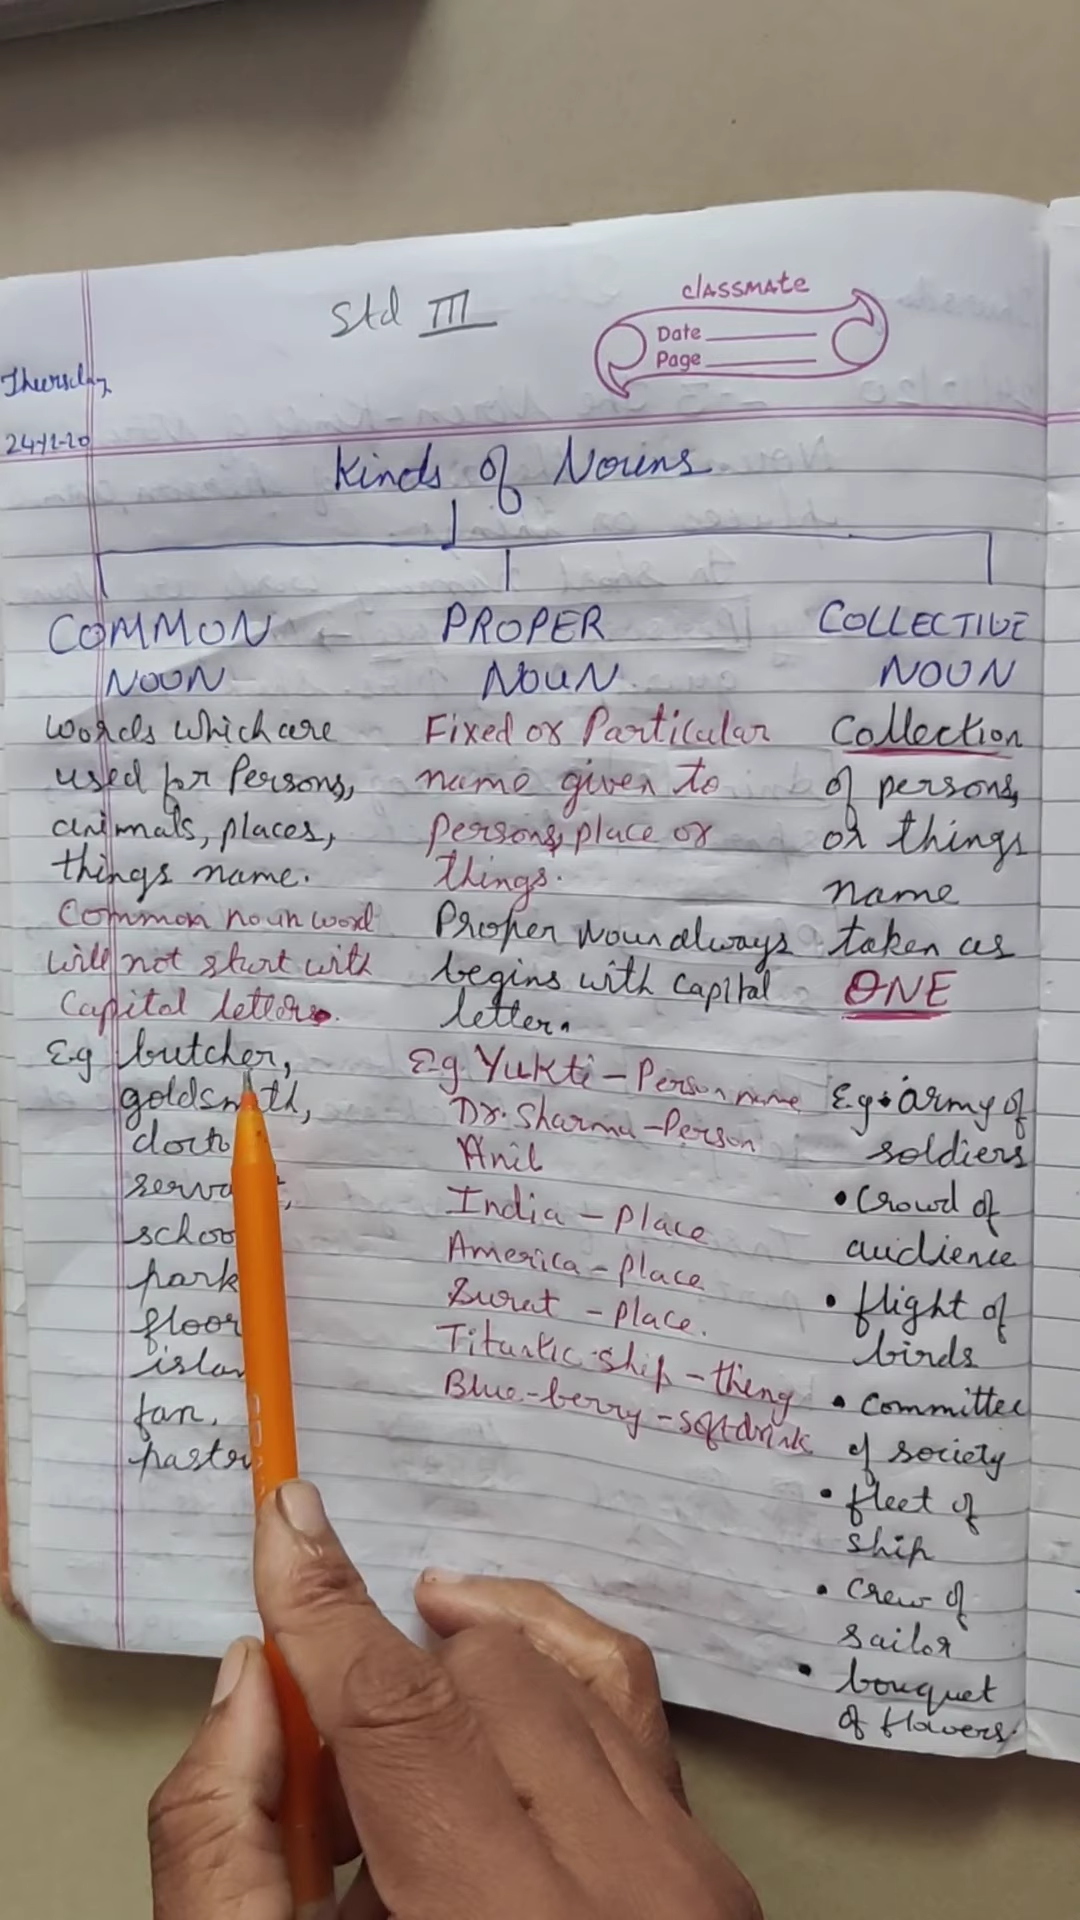 Std III
classmate
Date
Page
Thursday
24-12-20
Kinds of Nouns
COMMON
NOUN
words which are
used for Persons,
animals, places,
things name.
Common noun word
will not start with
Capital letters.
E.g butcher,
goldsmith,
servant,
park
floor
fan,
PROPER
NOUN
Fixed or Particular
name given to
Persons, place or
things.
Proper Noun always
begins with capital
letter.
E.g. Yukti - Person name
Dr. Sharma - Person
Anil
India - place
America - place
Surat - place.
Titantic ship - thing
Blue-berry - softdrink
COLLECTIVE
NOUN
Collection
of persons,
or things
name
taken as
ONE
E.g. • army of
soldiers
• crowd of
audience
• flight of
birds
• committee
of society
• fleet of
ship
• crew of
sailor
• bouquet
of flowers.